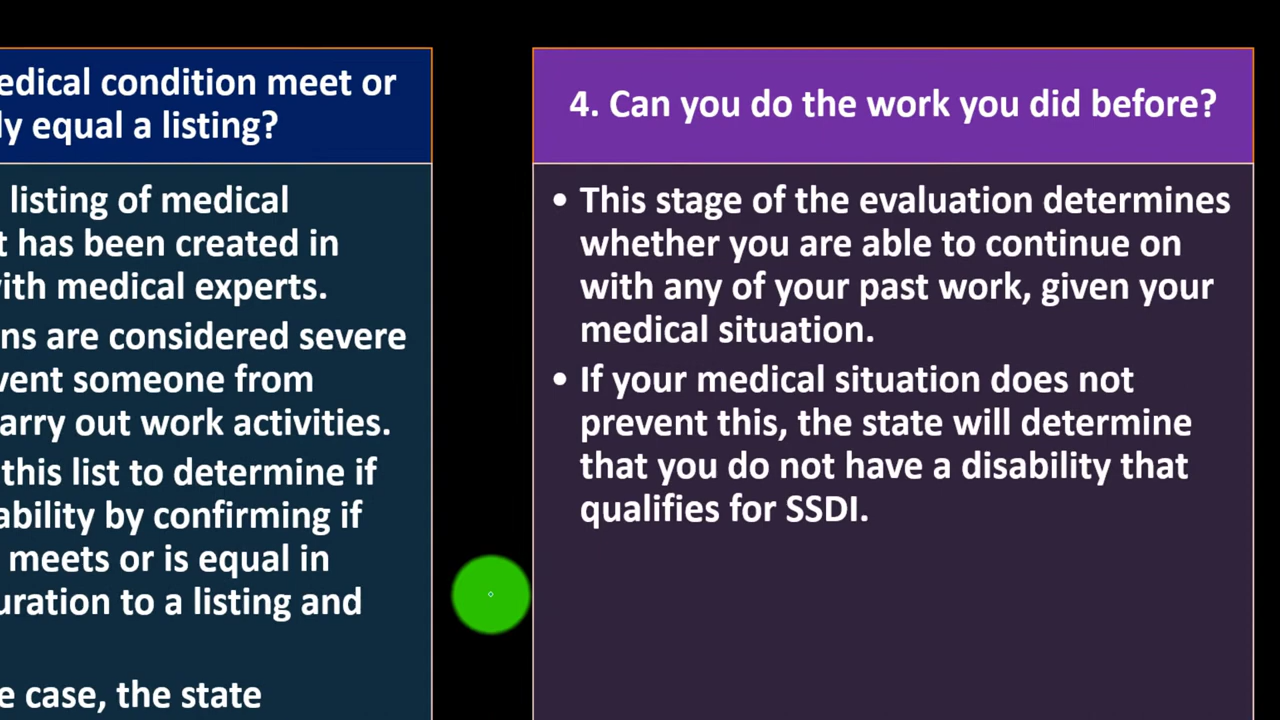 edical condition meet or
ly equal a listing?
listing of medical
t has been created in
ith medical experts.
ns are considered severe
vent someone from
arry out work activities.
this list to determine if
ability by confirming if
meets or is equal in
uration to a listing and
e case, the state
4. Can you do the work you did before?
• This stage of the evaluation determines
whether you are able to continue on
with any of your past work, given your
medical situation.
• If your medical situation does not
prevent this, the state will determine
that you do not have a disability that
qualifies for SSDI.